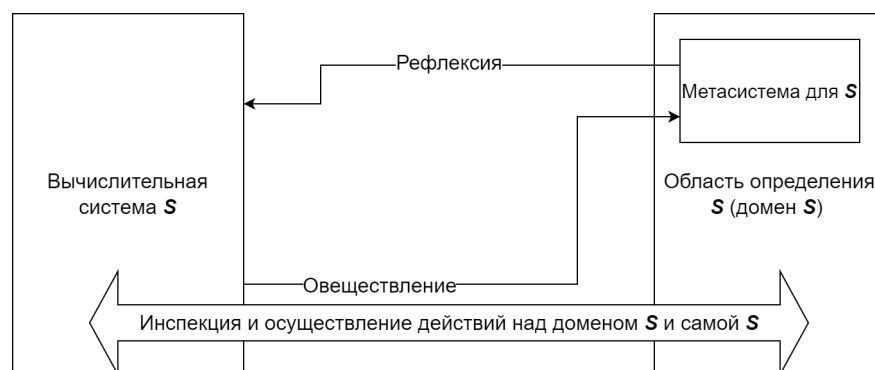 Рефлексия
Метасистема для S
Вычислительная
система S
Область определения
S (домен S)
Овеществление
Инспекция и осуществление действий над доменом S и самой S